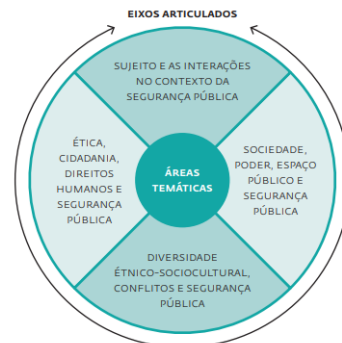 EIXOS ARTICULADOS
SUJEITO E AS INTERAÇÕES
NO CONTEXTO DA
SEGURANÇA PÚBLICA
ÉTICA,
CIDADANIA,
DIREITOS
HUMANOS E
SEGURANÇA
PÚBLICA
ÁREAS
TEMÁTICAS
SOCIEDADE,
PODER, ESPAÇO
PÚBLICO E
SEGURANÇA
PÚBLICA
DIVERSIDADE
ÉTNICO-SOCIOCULTURAL,
CONFLITOS E SEGURANÇA
PÚBLICA